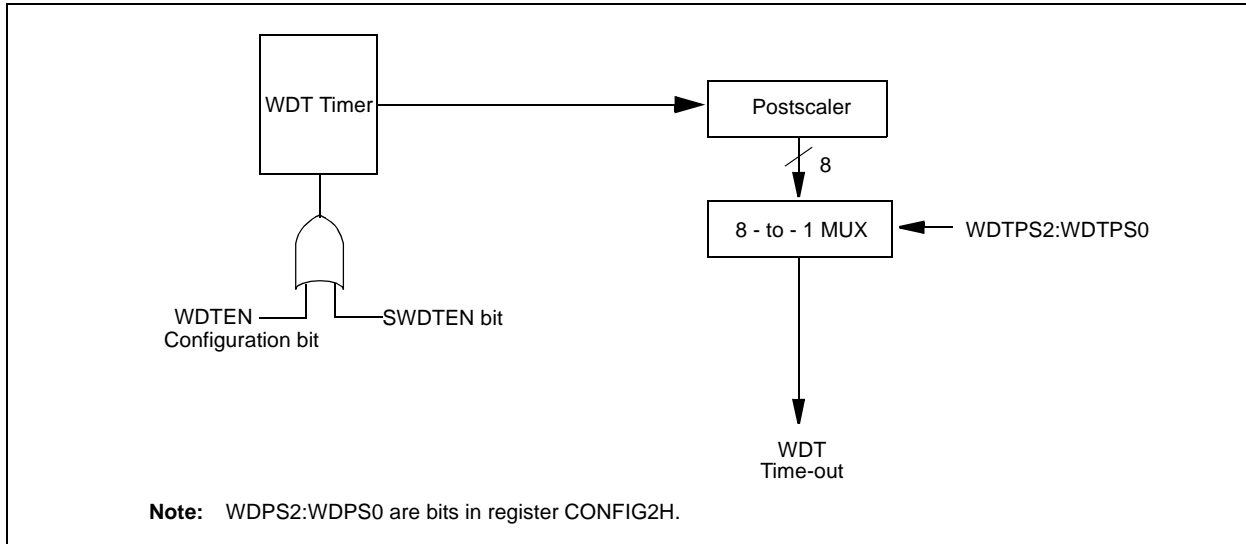 WDT Timer
Postscaler
8
8 - to - 1 MUX
WDTPS2:WDTPS0
WDTEN
Configuration bit
SWDTEN bit
WDT
Time-out
Note: WDPS2:WDPS0 are bits in register CONFIG2H.